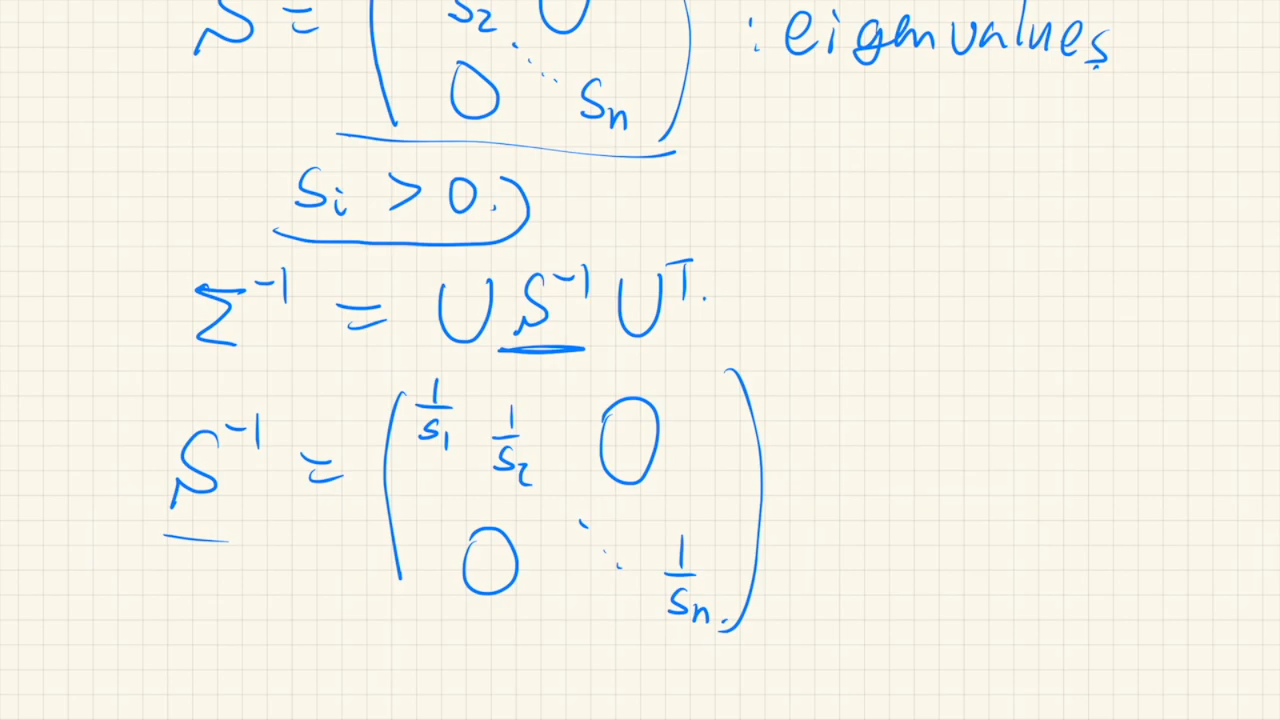 S = ( s₂ 0 : eigenvalues
0 ⋱ sₙ )
sᵢ > 0.
Σ⁻¹ = U S⁻¹ Uᵀ.
S⁻¹ = ( 1/s₁ 1/s₂ 0
0 ⋱ 1/sₙ. )